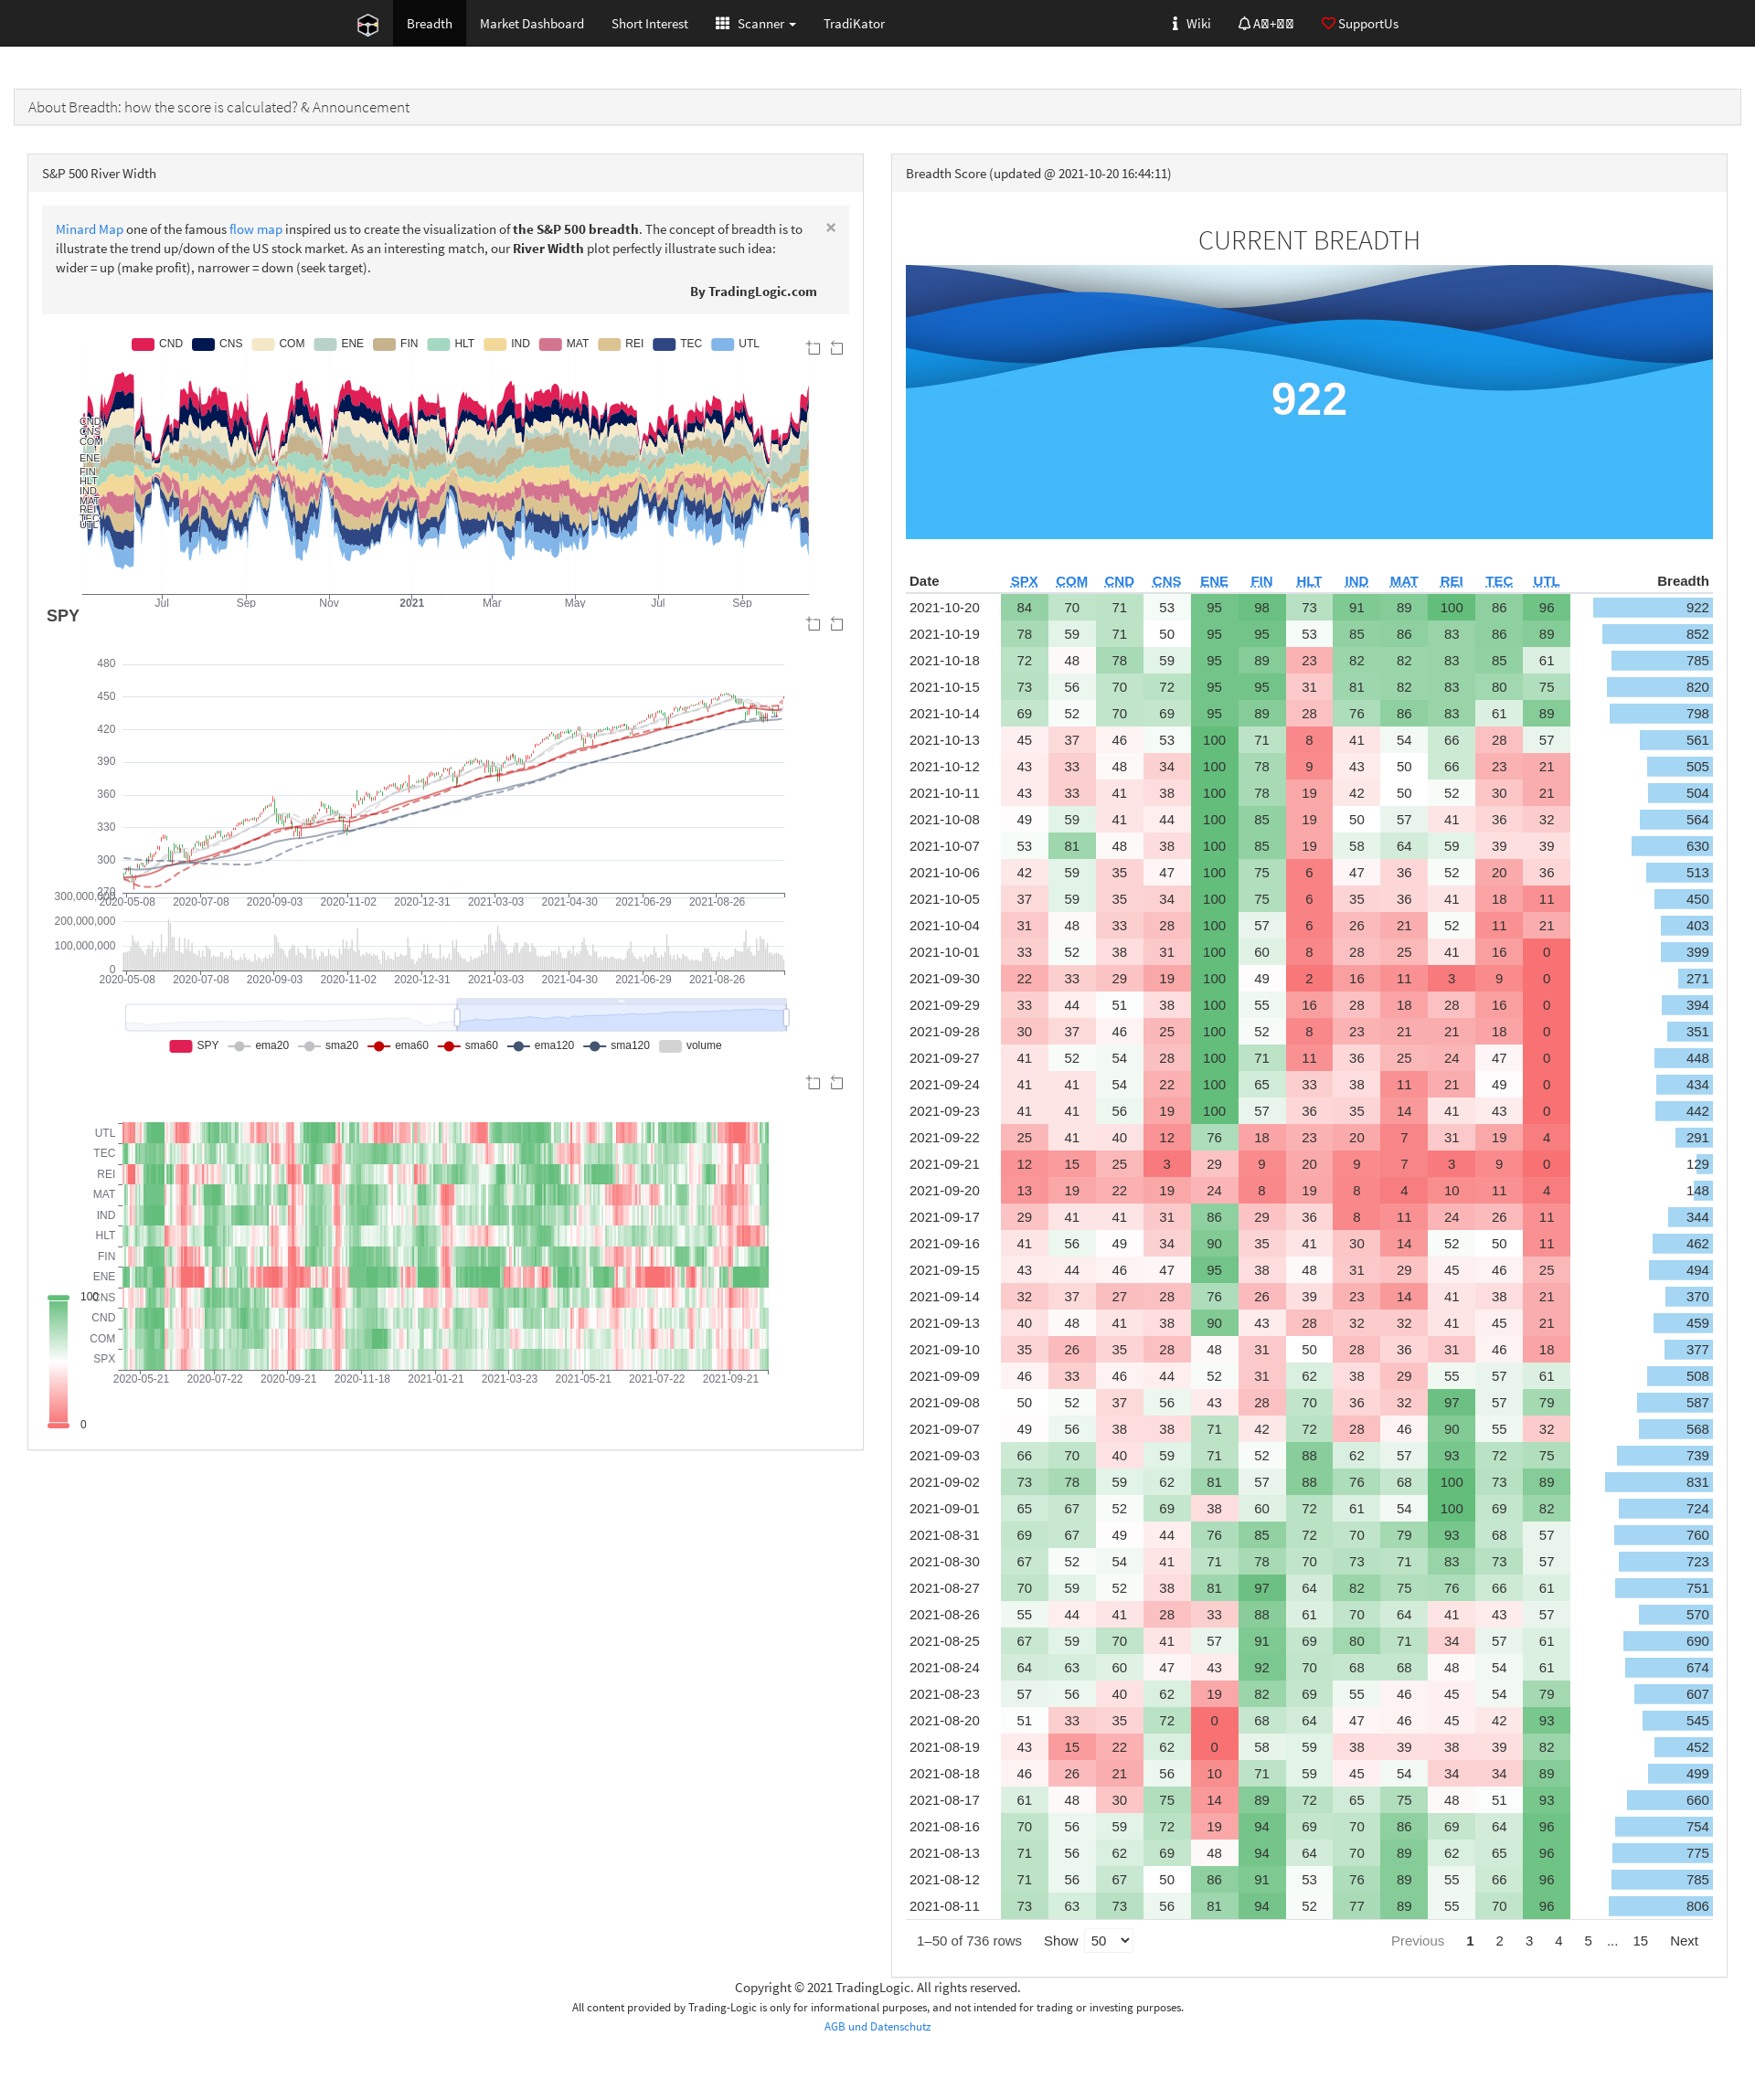 Breadth Market Dashboard Short Interest Scanner TradiKator Wiki SupportUs
About Breadth: how the score is calculated? & Announcement
S&P 500 River Width
Minard Map one of the famous flow map inspired us to create the visualization of the S&P 500 breadth. The concept of breadth is to
illustrate the trend up/down of the US stock market. As an interesting match, our River Width plot perfectly illustrate such idea:
wider = up (make profit), narrower = down (seek target).
×
By TradingLogic.com
CND CNS COM ENE FIN HLT IND MAT REI TEC UTL
CND
CNS
COM
ENE
FIN
HLT
IND
MAT
REI
TEC
UTL
Jul Sep Nov 2021 Mar May Jul Sep
SPY
480
450
420
390
360
330
300
270
2020-05-08 2020-07-08 2020-09-03 2020-11-02 2020-12-31 2021-03-03 2021-04-30 2021-06-29 2021-08-26
300,000,000
200,000,000
100,000,000
0
2020-05-08 2020-07-08 2020-09-03 2020-11-02 2020-12-31 2021-03-03 2021-04-30 2021-06-29 2021-08-26
SPY ema20 sma20 ema60 sma60 ema120 sma120 volume
UTL
TEC
REI
MAT
IND
HLT
FIN
ENE
CNS
CND
COM
SPX
2020-05-21 2020-07-22 2020-09-21 2020-11-18 2021-01-21 2021-03-23 2021-05-21 2021-07-22 2021-09-21
100
0
Breadth Score (updated @ 2021-10-20 16:44:11)
CURRENT BREADTH
922
Date SPX COM CND CNS ENE FIN HLT IND MAT REI TEC UTL Breadth
2021-10-20 84 70 71 53 95 98 73 91 89 100 86 96 922
2021-10-19 78 59 71 50 95 95 53 85 86 83 86 89 852
2021-10-18 72 48 78 59 95 89 23 82 82 83 85 61 785
2021-10-15 73 56 70 72 95 95 31 81 82 83 80 75 820
2021-10-14 69 52 70 69 95 89 28 76 86 83 61 89 798
2021-10-13 45 37 46 53 100 71 8 41 54 66 28 57 561
2021-10-12 43 33 48 34 100 78 9 43 50 66 23 21 505
2021-10-11 43 33 41 38 100 78 19 42 50 52 30 21 504
2021-10-08 49 59 41 44 100 85 19 50 57 41 36 32 564
2021-10-07 53 81 48 38 100 85 19 58 64 59 39 39 630
2021-10-06 42 59 35 47 100 75 6 47 36 52 20 36 513
2021-10-05 37 59 35 34 100 75 6 35 36 41 18 11 450
2021-10-04 31 48 33 28 100 57 6 26 21 52 11 21 403
2021-10-01 33 52 38 31 100 60 8 28 25 41 16 0 399
2021-09-30 22 33 29 19 100 49 2 16 11 3 9 0 271
2021-09-29 33 44 51 38 100 55 16 28 18 28 16 0 394
2021-09-28 30 37 46 25 100 52 8 23 21 21 18 0 351
2021-09-27 41 52 54 28 100 71 11 36 25 24 47 0 448
2021-09-24 41 41 54 22 100 65 33 38 11 21 49 0 434
2021-09-23 41 41 56 19 100 57 36 35 14 41 43 0 442
2021-09-22 25 41 40 12 76 18 23 20 7 31 19 4 291
2021-09-21 12 15 25 3 29 9 20 9 7 3 9 0 129
2021-09-20 13 19 22 19 24 8 19 8 4 10 11 4 148
2021-09-17 29 41 41 31 86 29 36 8 11 24 26 11 344
2021-09-16 41 56 49 34 90 35 41 30 14 52 50 11 462
2021-09-15 43 44 46 47 95 38 48 31 29 45 46 25 494
2021-09-14 32 37 27 28 76 26 39 23 14 41 38 21 370
2021-09-13 40 48 41 38 90 43 28 32 32 41 45 21 459
2021-09-10 35 26 35 28 48 31 50 28 36 31 46 18 377
2021-09-09 46 33 46 44 52 31 62 38 29 55 57 61 508
2021-09-08 50 52 37 56 43 28 70 36 32 97 57 79 587
2021-09-07 49 56 38 38 71 42 72 28 46 90 55 32 568
2021-09-03 66 70 40 59 71 52 88 62 57 93 72 75 739
2021-09-02 73 78 59 62 81 57 88 76 68 100 73 89 831
2021-09-01 65 67 52 69 38 60 72 61 54 100 69 82 724
2021-08-31 69 67 49 44 76 85 72 70 79 93 68 57 760
2021-08-30 67 52 54 41 71 78 70 73 71 83 73 57 723
2021-08-27 70 59 52 38 81 97 64 82 75 76 66 61 751
2021-08-26 55 44 41 28 33 88 61 70 64 41 43 57 570
2021-08-25 67 59 70 41 57 91 69 80 71 34 57 61 690
2021-08-24 64 63 60 47 43 92 70 68 68 48 54 61 674
2021-08-23 57 56 40 62 19 82 69 55 46 45 54 79 607
2021-08-20 51 33 35 72 0 68 64 47 46 45 42 93 545
2021-08-19 43 15 22 62 0 58 59 38 39 38 39 82 452
2021-08-18 46 26 21 56 10 71 59 45 54 34 34 89 499
2021-08-17 61 48 30 75 14 89 72 65 75 48 51 93 660
2021-08-16 70 56 59 72 19 94 69 70 86 69 64 96 754
2021-08-13 71 56 62 69 48 94 64 70 89 62 65 96 775
2021-08-12 71 56 67 50 86 91 53 76 89 55 66 96 785
2021-08-11 73 63 73 56 81 94 52 77 89 55 70 96 806
1–50 of 736 rows Show 50 Previous 1 2 3 4 5 ... 15 Next
Copyright © 2021 TradingLogic. All rights reserved.
All content provided by Trading-Logic is only for informational purposes, and not intended for trading or investing purposes.
AGB und Datenschutz